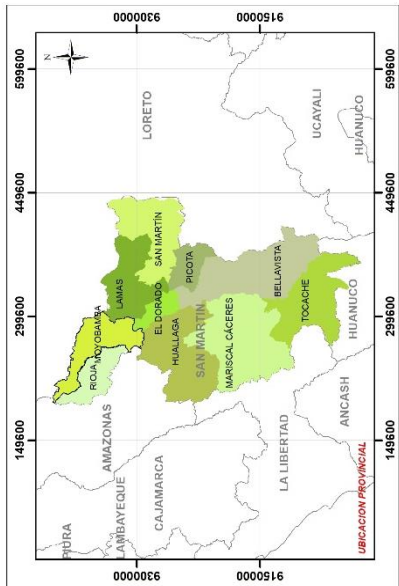 9300000
9150000
599600
449600
299600
149600
N
LORETO
UCAYALI
HUANUCO
SAN MARTÍN
LAMAS
PICOTA
BELLAVISTA
EL DORADO
TOCACHE
MOYOBAMBA
RIOJA
HUALLAGA
SAN MARTIN
MARISCAL CÁCERES
HUANUCO
AMAZONAS
ANCASH
LA LIBERTAD
CAJAMARCA
LAMBAYEQUE
PIURA
UBICACION PROVINCIAL
599600
449600
299600
149600
9300000
9150000